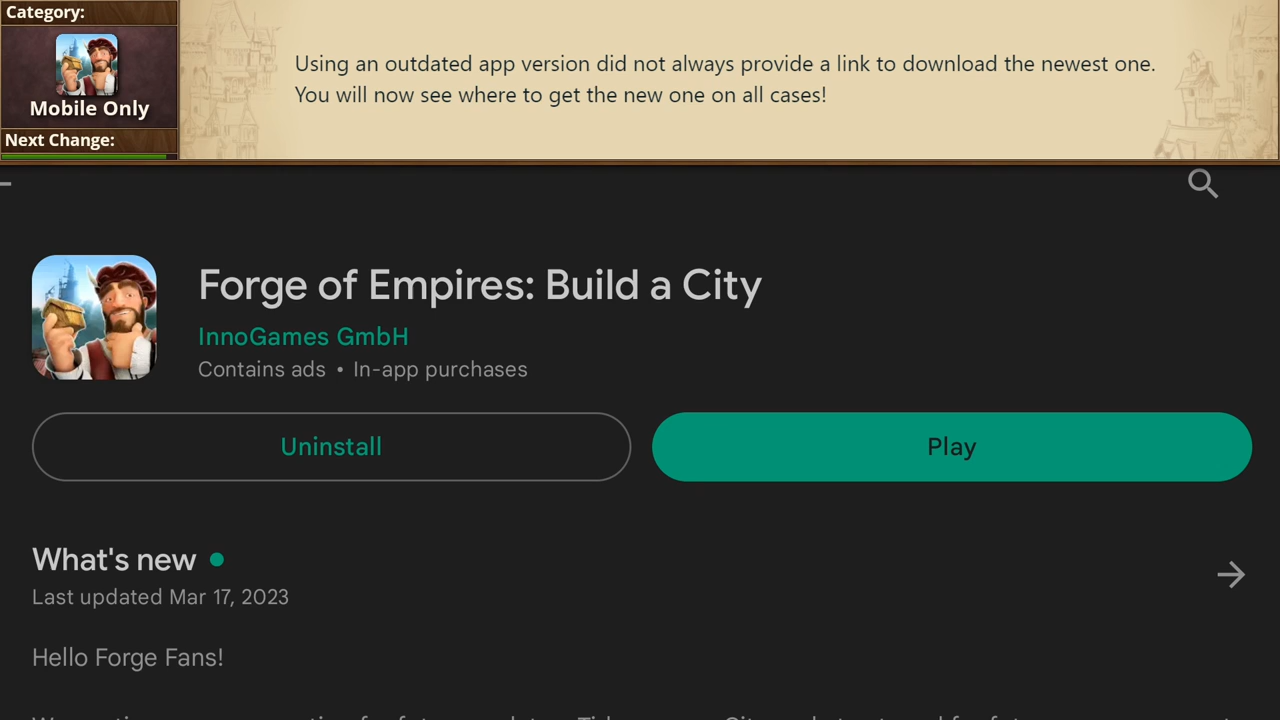 Category:
Mobile Only
Next Change:
Using an outdated app version did not always provide a link to download the newest one.
You will now see where to get the new one on all cases!
Forge of Empires: Build a City
InnoGames GmbH
Contains ads • In-app purchases
Uninstall
Play
What's new
Last updated Mar 17, 2023
Hello Forge Fans!